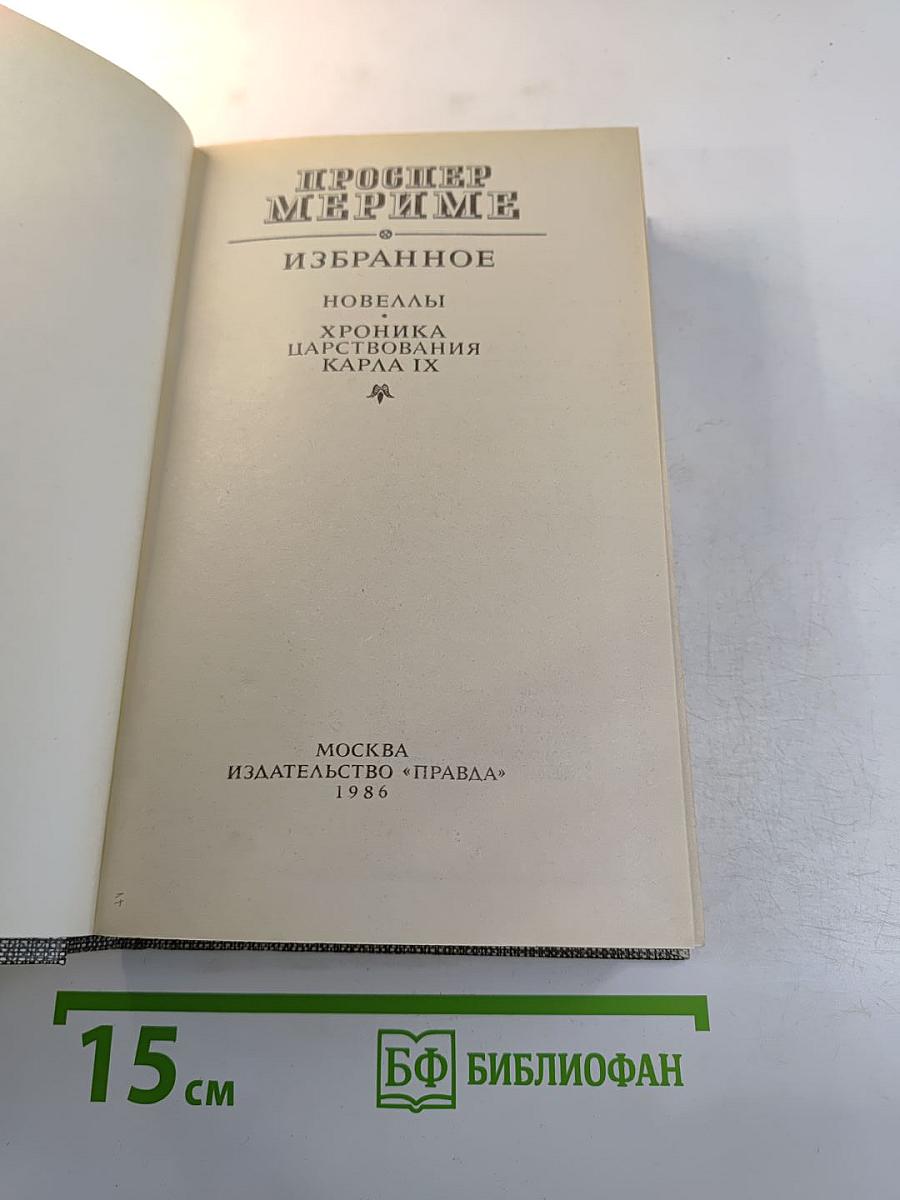 ПРОСПЕР
МЕРИМЕ
ИЗБРАННОЕ
НОВЕЛЛЫ
•
ХРОНИКА
ЦАРСТВОВАНИЯ
КАРЛА IX
МОСКВА
ИЗДАТЕЛЬСТВО «ПРАВДА»
1986
15 см
БФ БИБЛИОФАН